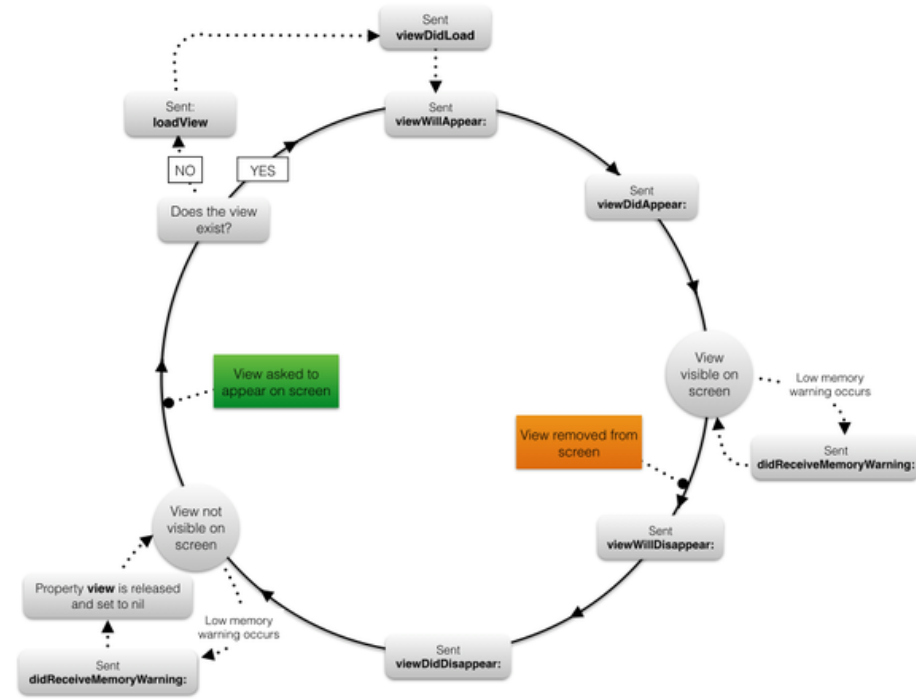 Sent
viewDidLoad
Sent:
loadView
Sent
viewWillAppear:
NO
YES
Does the view
exist?
Sent
viewDidAppear:
View
visible on
screen
Low memory
warning occurs
Sent
didReceiveMemoryWarning:
View asked to
appear on screen
View removed from
screen
Sent
viewWillDisappear:
View not
visible on
screen
Property view is released
and set to nil
Low memory
warning occurs
Sent
didReceiveMemoryWarning:
Sent
viewDidDisappear: